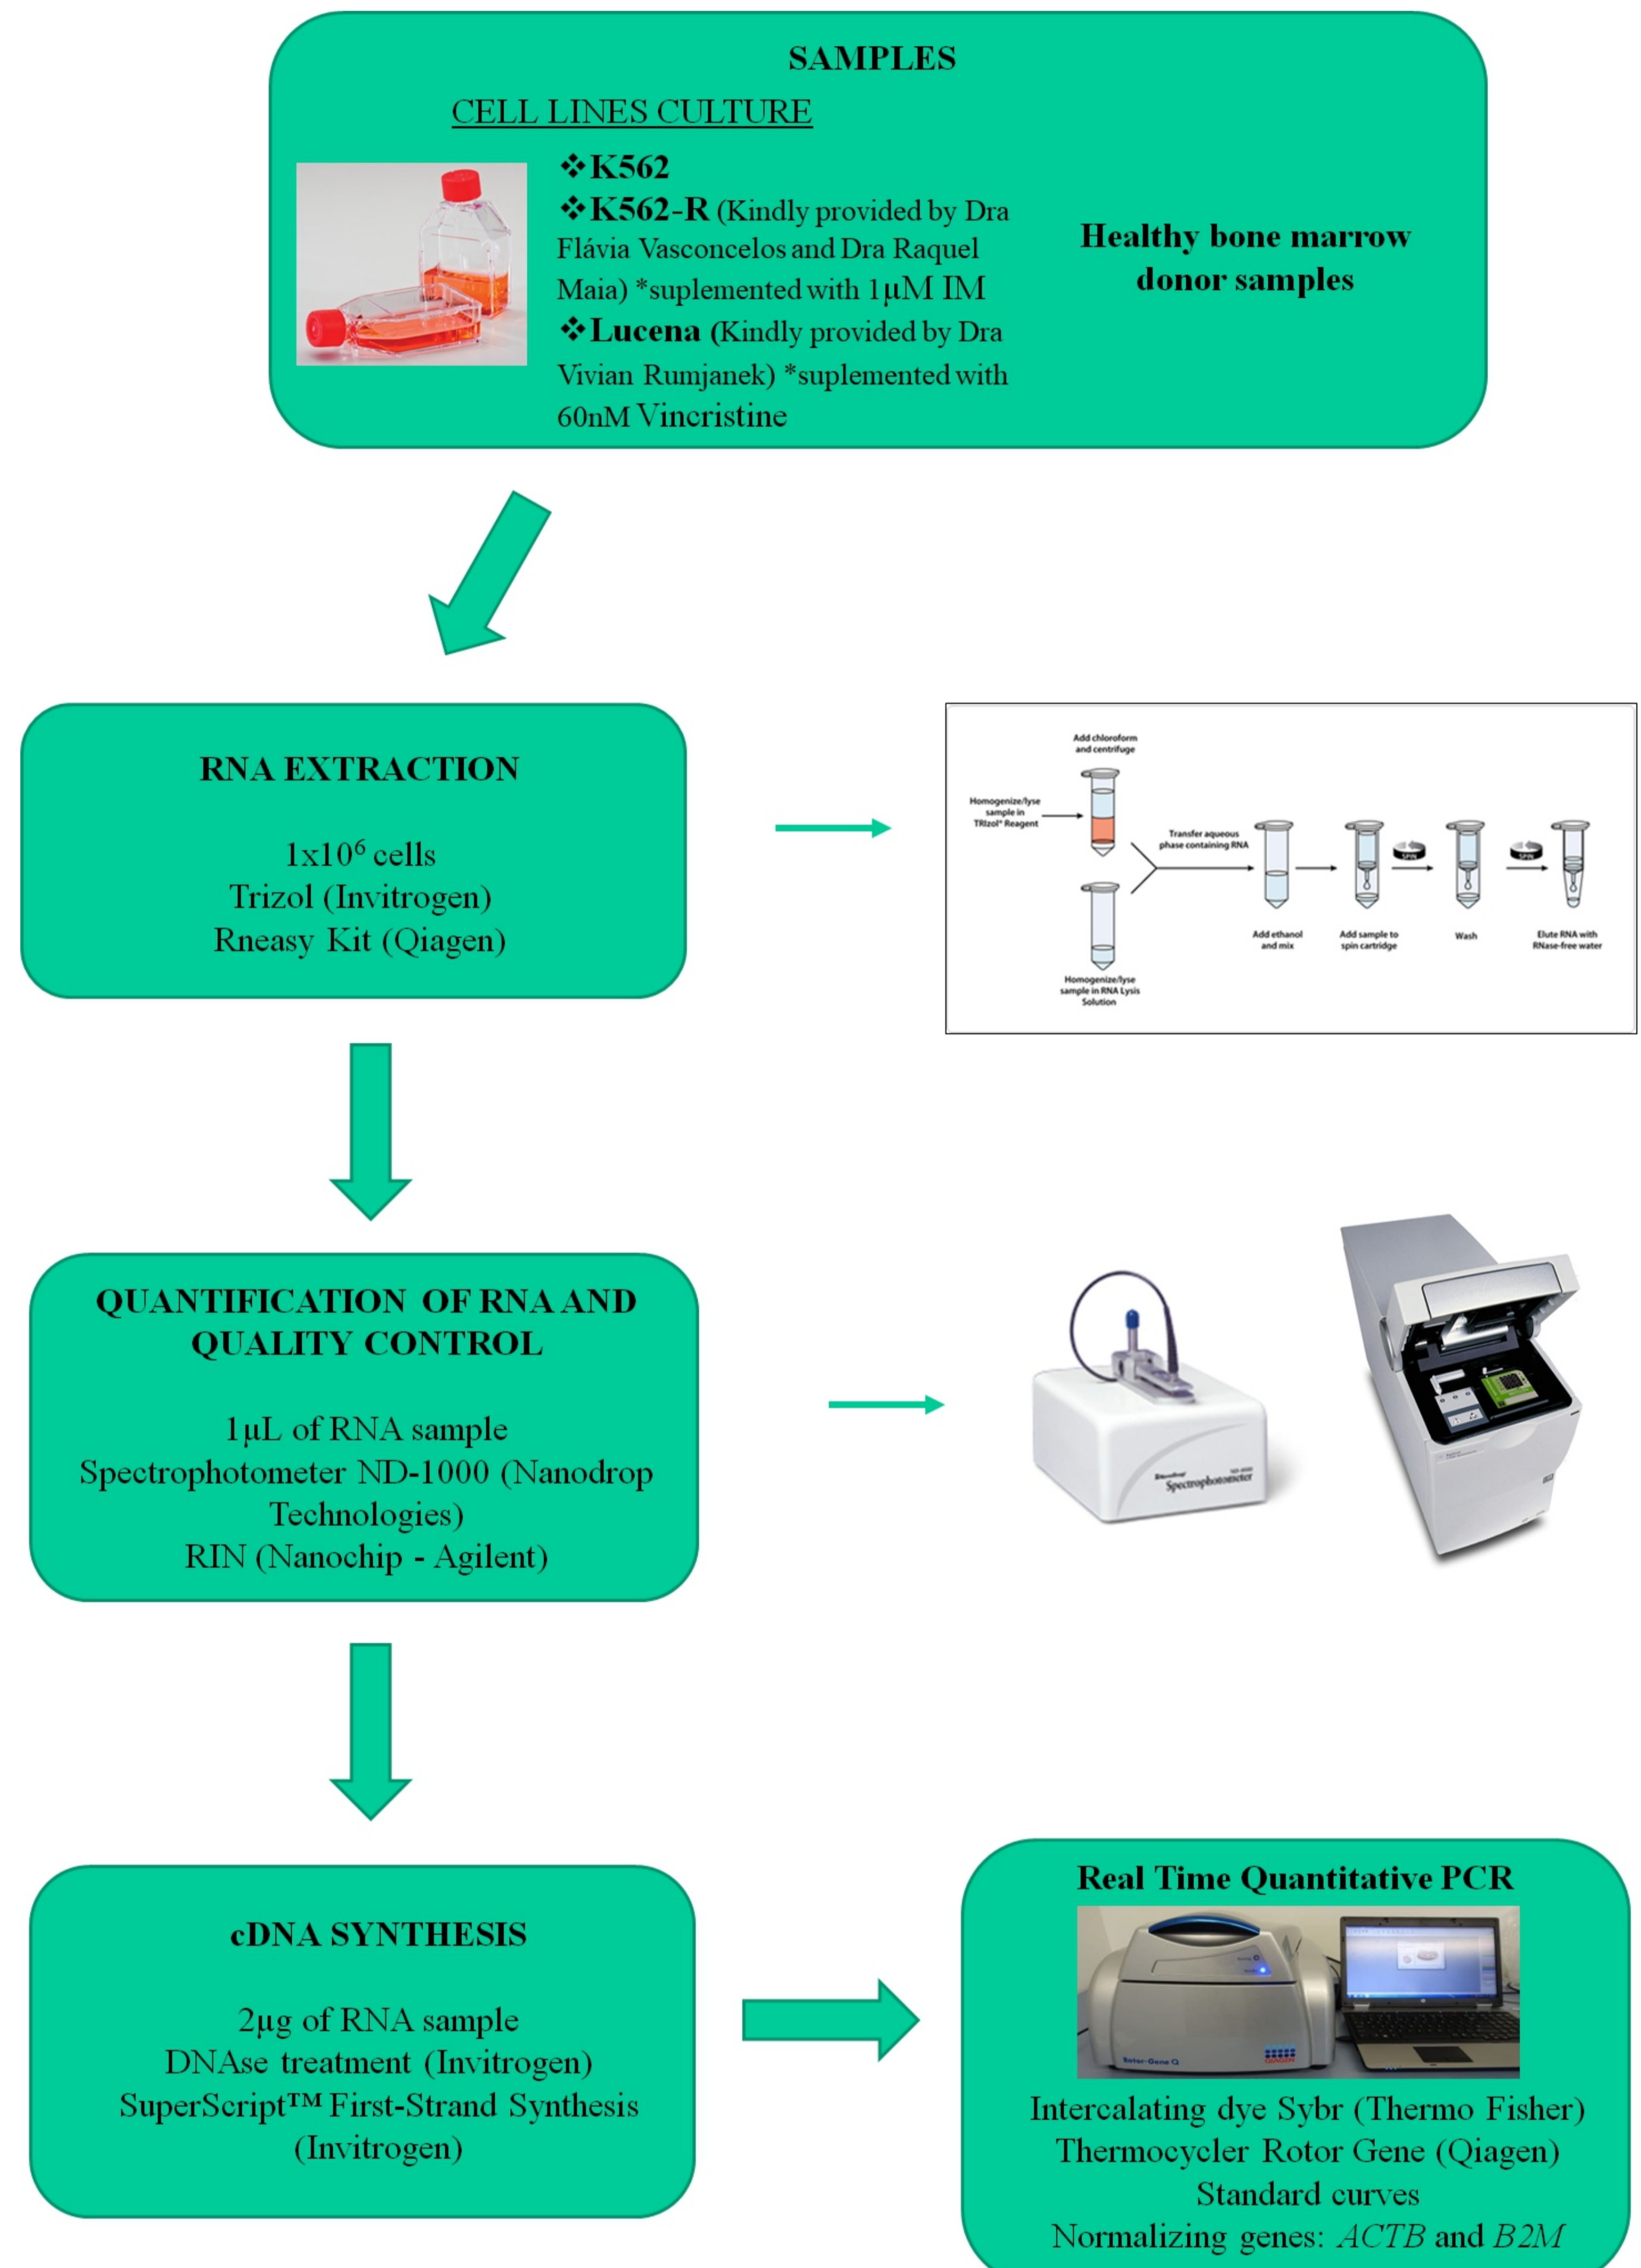 SAMPLES
CELL LINES CULTURE
❖K562
❖K562-R (Kindly provided by Dra
Flávia Vasconcelos and Dra Raquel
Maia) *suplemented with 1µM IM
❖Lucena (Kindly provided by Dra
Vivian Rumjanek) *suplemented with
60nM Vincristine
Healthy bone marrow
donor samples
RNA EXTRACTION
1x10⁶ cells
Trizol (Invitrogen)
Rneasy Kit (Qiagen)
Add chloroform
and centrifuge
Homogenize/lyse
sample in
TRIzol® Reagent
Transfer aqueous
phase containing RNA
SPIN
SPIN
Add ethanol
and mix
Add sample to
spin cartridge
Wash
Elute RNA with
RNase-free water
Homogenize/lyse
sample in RNA Lysis
Solution
QUANTIFICATION OF RNA AND
QUALITY CONTROL
1µL of RNA sample
Spectrophotometer ND-1000 (Nanodrop
Technologies)
RIN (Nanochip - Agilent)
Spectrophotometer
cDNA SYNTHESIS
2µg of RNA sample
DNAse treatment (Invitrogen)
SuperScript™ First-Strand Synthesis
(Invitrogen)
Real Time Quantitative PCR
Rotor-Gene Q
QIAGEN
Intercalating dye Sybr (Thermo Fisher)
Thermocycler Rotor Gene (Qiagen)
Standard curves
Normalizing genes: ACTB and B2M